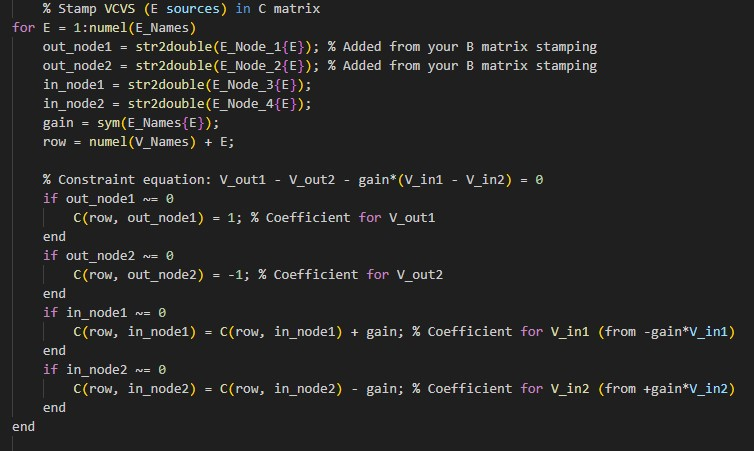 % Stamp VCVS (E sources) in C matrix
for E = 1:numel(E_Names)
out_node1 = str2double(E_Node_1{E}); % Added from your B matrix stamping
out_node2 = str2double(E_Node_2{E}); % Added from your B matrix stamping
in_node1 = str2double(E_Node_3{E});
in_node2 = str2double(E_Node_4{E});
gain = sym(E_Names{E});
row = numel(V_Names) + E;
% Constraint equation: V_out1 - V_out2 - gain*(V_in1 - V_in2) = 0
if out_node1 ~= 0
C(row, out_node1) = 1; % Coefficient for V_out1
end
if out_node2 ~= 0
C(row, out_node2) = -1; % Coefficient for V_out2
end
if in_node1 ~= 0
C(row, in_node1) = C(row, in_node1) + gain; % Coefficient for V_in1 (from -gain*V_in1)
end
if in_node2 ~= 0
C(row, in_node2) = C(row, in_node2) - gain; % Coefficient for V_in2 (from +gain*V_in2)
end
end